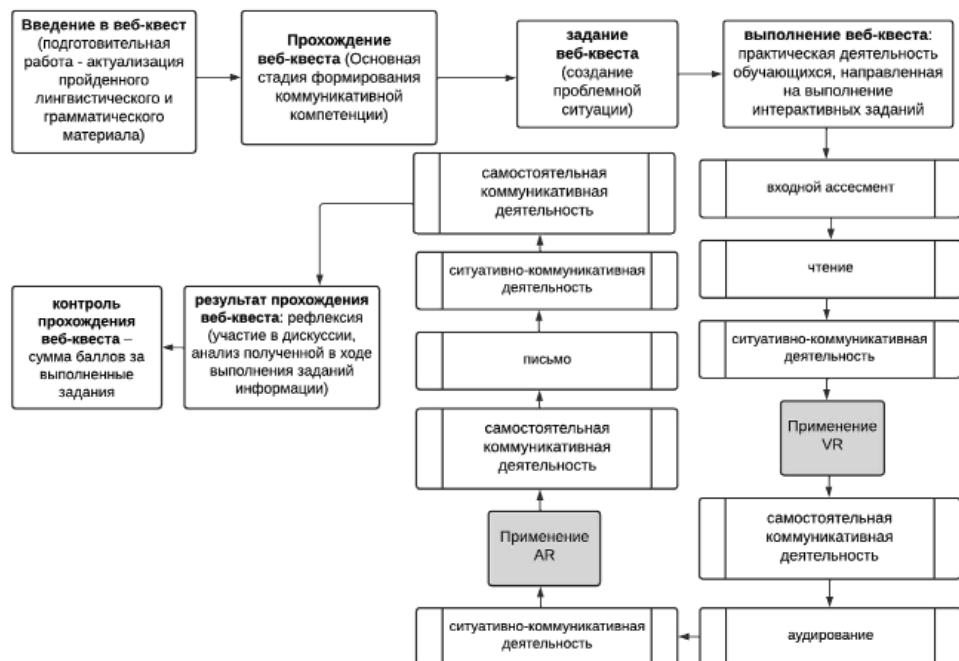 Введение в веб-квест
(подготовительная
работа - актуализация
пройденного
лингвистического и
грамматического
материала)
Прохождение
веб-квеста (Основная
стадия формирования
коммуникативной
компетенции)
задание
веб-квеста
(создание
проблемной
ситуации)
выполнение веб-квеста:
практическая деятельность
обучающихся, направленная
на выполнение
интерактивных заданий
входной ассесмент
чтение
ситуативно-коммуникативная
деятельность
Применение
VR
самостоятельная
коммуникативная
деятельность
аудирование
ситуативно-коммуникативная
деятельность
Применение
AR
самостоятельная
коммуникативная
деятельность
письмо
ситуативно-коммуникативная
деятельность
самостоятельная
коммуникативная
деятельность
результат прохождения
веб-квеста: рефлексия
(участие в дискуссии,
анализ полученной в ходе
выполнения заданий
информации)
контроль
прохождения
веб-квеста –
сумма баллов за
выполненные
задания